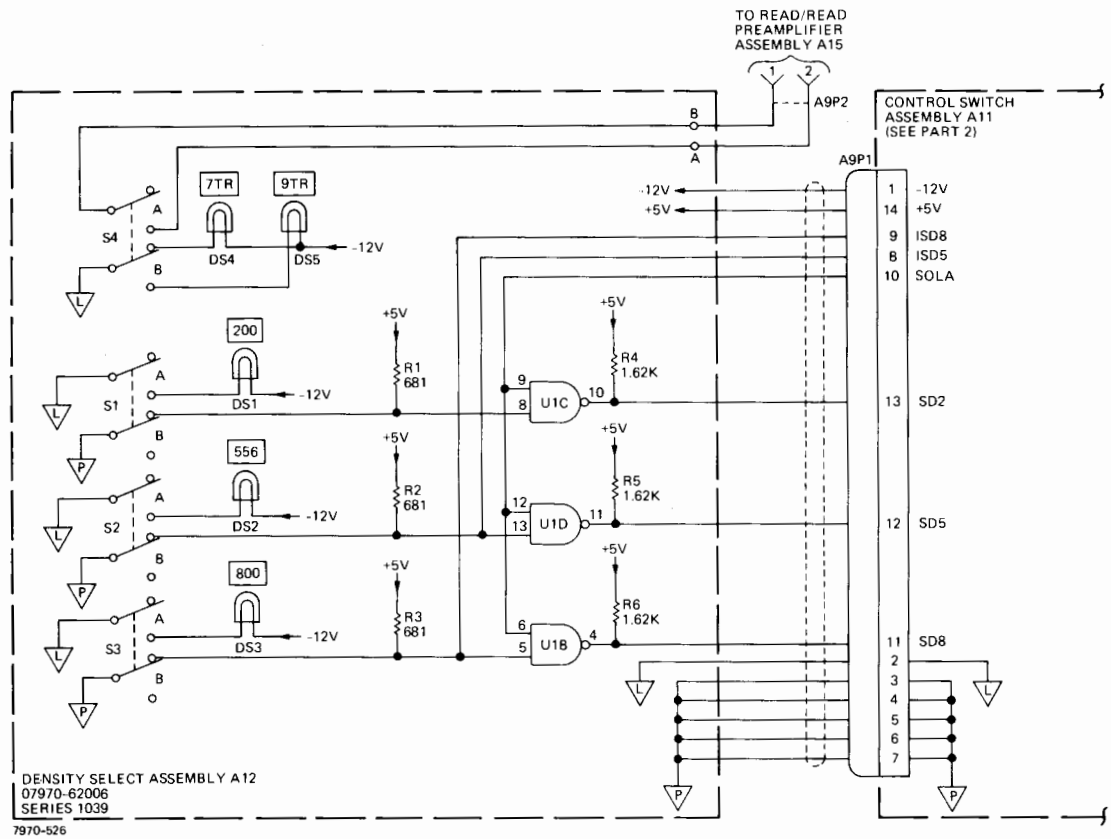 TO READ/READ
PREAMPLIFIER
ASSEMBLY A15
1 2
A9P2
CONTROL SWITCH
ASSEMBLY A11
(SEE PART 2)
B
A
A9P1
7TR 9TR
-12V 1 -12V
+5V 14 +5V
A
S4
9 ISD8
DS4 DS5 -12V
8 ISD5
B
10 SOLA
L
+5V +5V
200
R1
681
R4
1.62K
A
S1 DS1 -12V
9
8 U1C 10 13 SD2
L
B
P
+5V +5V
556
R2
681
R5
1.62K
A
S2 DS2 -12V
12
13 U1D 11 12 SD5
L
B
P
+5V +5V
800
R3
681
R6
1.62K
A
S3 DS3 -12V
6
5 U1B 4 11 SD8
L
B
2
L L
P
3
4
5
6
7
P P
DENSITY SELECT ASSEMBLY A12
07970-62006
SERIES 1039
7970-526